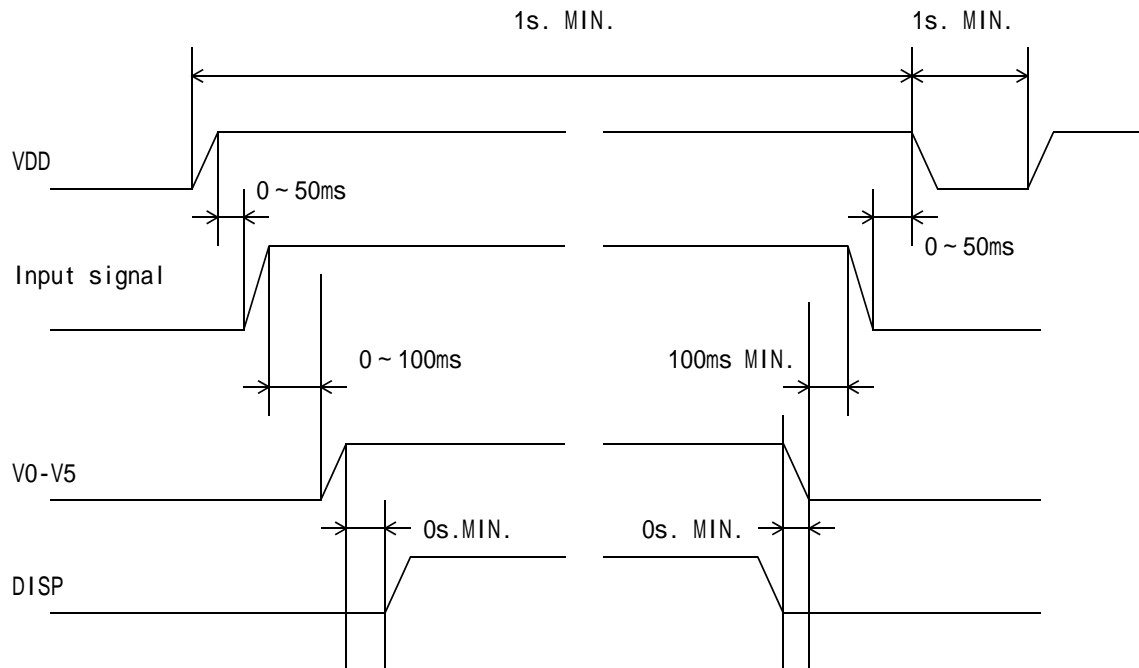 1s. MIN.
1s. MIN.
VDD
0~50ms
0~50ms
Input signal
0~100ms
100ms MIN.
V0-V5
0s.MIN.
0s. MIN.
DISP